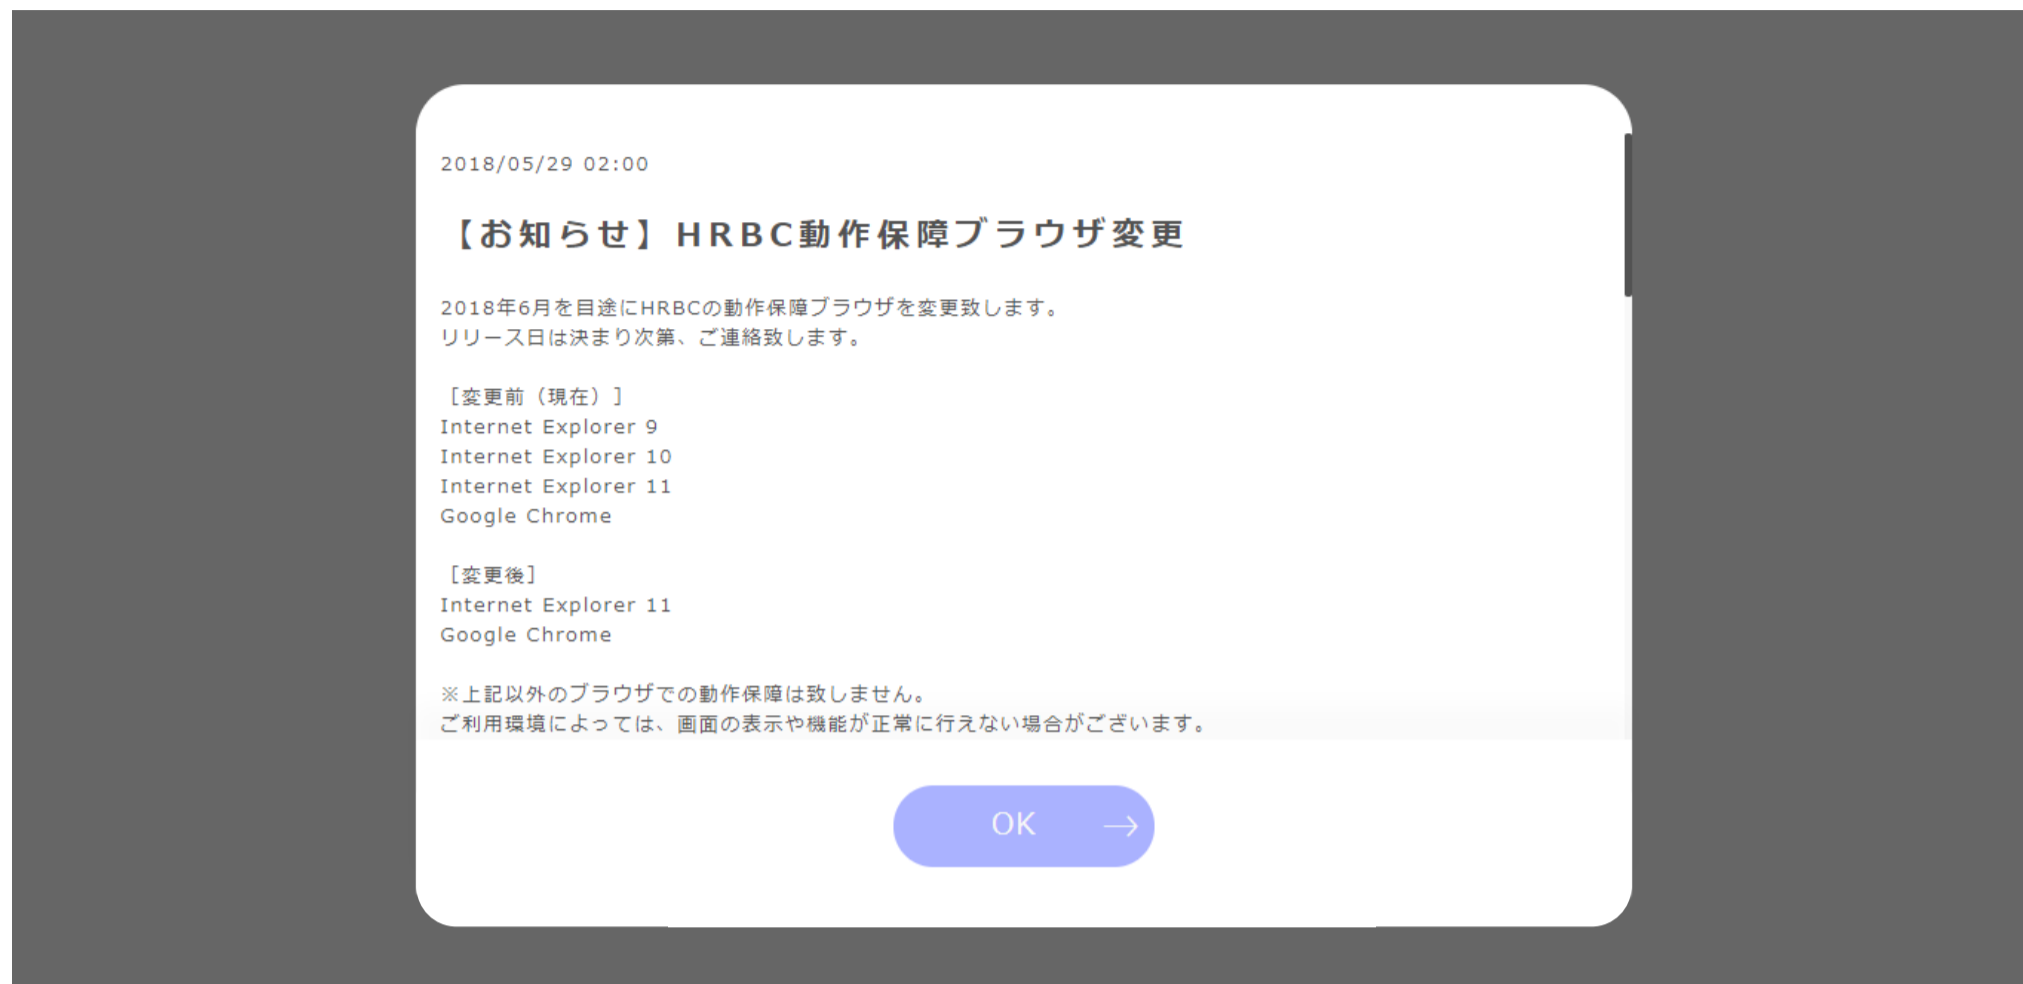 2018/05/29 02:00
【お知らせ】HRBC動作保障ブラウザ変更
2018年6月を目途にHRBCの動作保障ブラウザを変更致します。
リリース日は決まり次第、ご連絡致します。
［変更前（現在）］
Internet Explorer 9
Internet Explorer 10
Internet Explorer 11
Google Chrome
［変更後］
Internet Explorer 11
Google Chrome
※上記以外のブラウザでの動作保障は致しません。
ご利用環境によっては、画面の表示や機能が正常に行えない場合がございます。
OK →